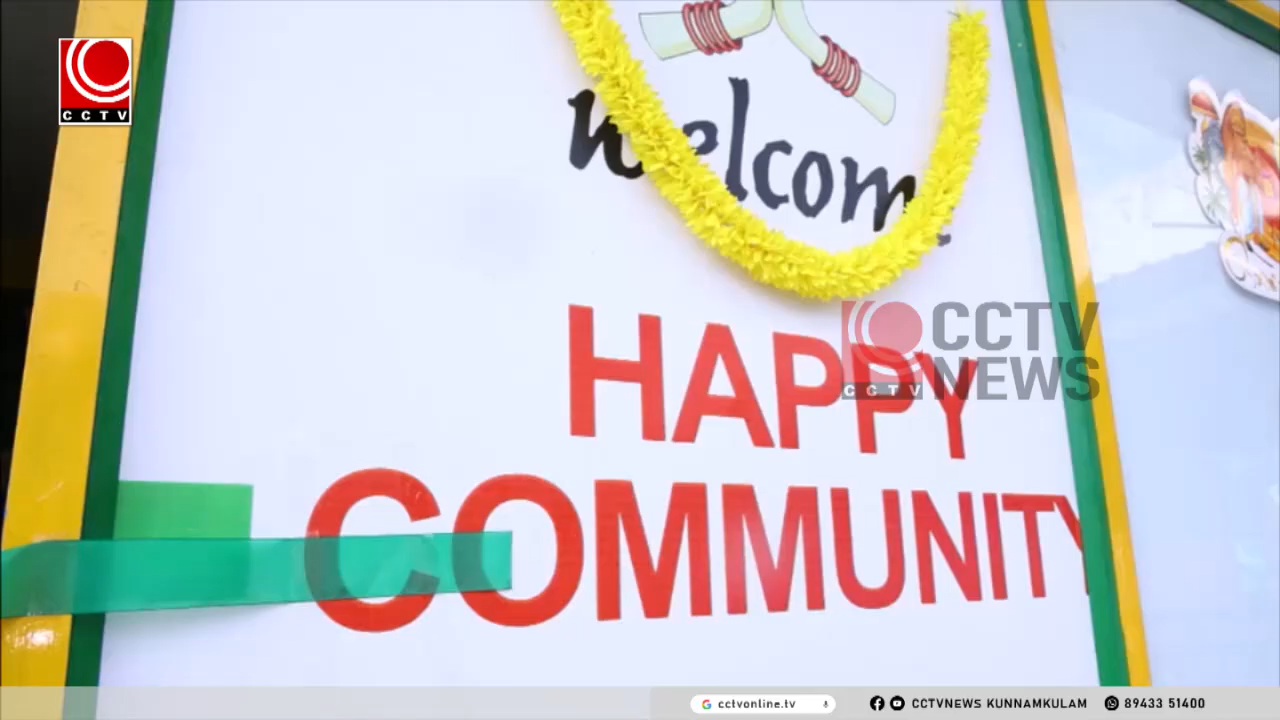 CCTV
welcom
HAPPY
COMMUNITY
CCTV
NEWS
CCTV
cctvonline.tv
CCTVNEWS KUNNAMKULAM
89433 51400